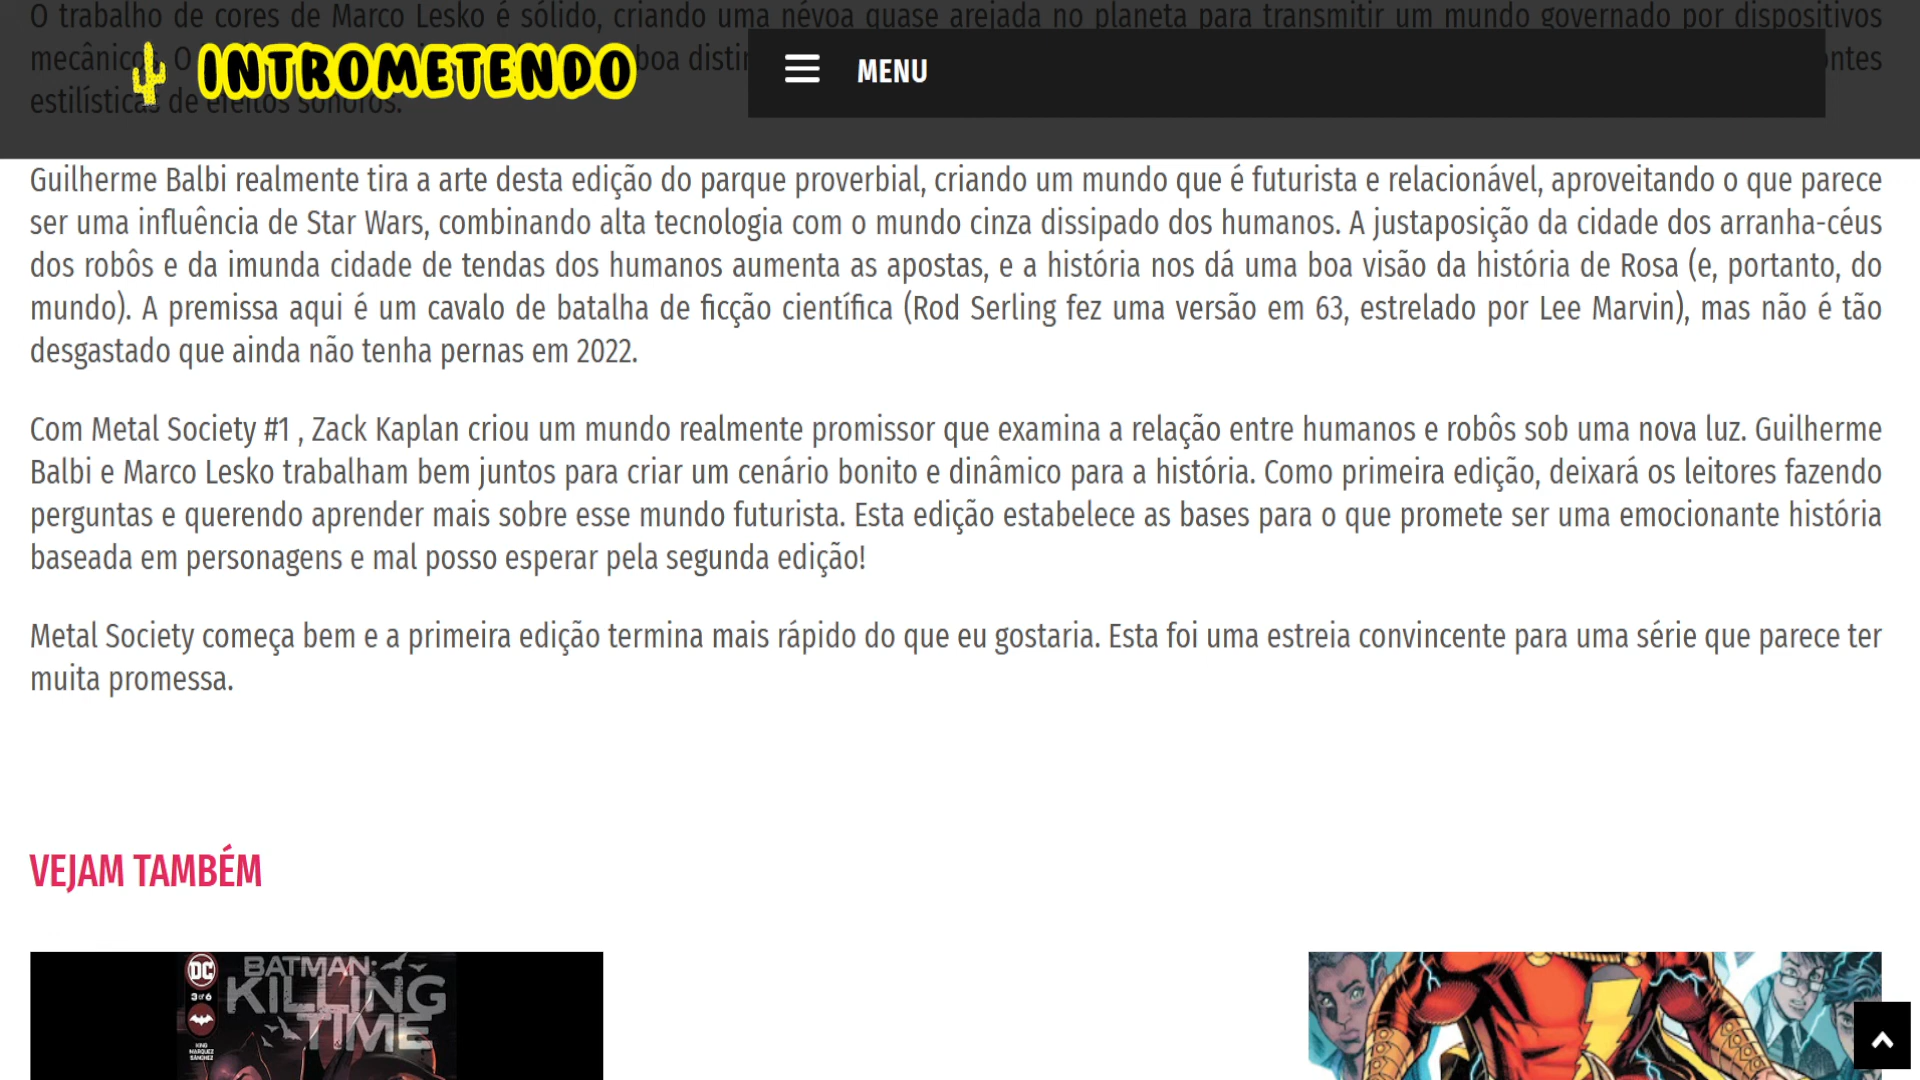 O trabalho de cores de Marco Lesko é sólido, criando uma névoa quase arejada no planeta para transmitir um mundo governado por dispositivos
INTROMETENDO
MENU
estilísticas de efeitos sonoros.
Guilherme Balbi realmente tira a arte desta edição do parque proverbial, criando um mundo que é futurista e relacionável, aproveitando o que parece
ser uma influência de Star Wars, combinando alta tecnologia com o mundo cinza dissipado dos humanos. A justaposição da cidade dos arranha-céus
dos robôs e da imunda cidade de tendas dos humanos aumenta as apostas, e a história nos dá uma boa visão da história de Rosa (e, portanto, do
mundo). A premissa aqui é um cavalo de batalha de ficção científica (Rod Serling fez uma versão em 63, estrelado por Lee Marvin), mas não é tão
desgastado que ainda não tenha pernas em 2022.
Com Metal Society #1 , Zack Kaplan criou um mundo realmente promissor que examina a relação entre humanos e robôs sob uma nova luz. Guilherme
Balbi e Marco Lesko trabalham bem juntos para criar um cenário bonito e dinâmico para a história. Como primeira edição, deixará os leitores fazendo
perguntas e querendo aprender mais sobre esse mundo futurista. Esta edição estabelece as bases para o que promete ser uma emocionante história
baseada em personagens e mal posso esperar pela segunda edição!
Metal Society começa bem e a primeira edição termina mais rápido do que eu gostaria. Esta foi uma estreia convincente para uma série que parece ter
muita promessa.
VEJAM TAMBÉM
DC
BATMAN:
3 of 6
KILLING
TIME
KING
MARQUEZ
SÁNCHEZ